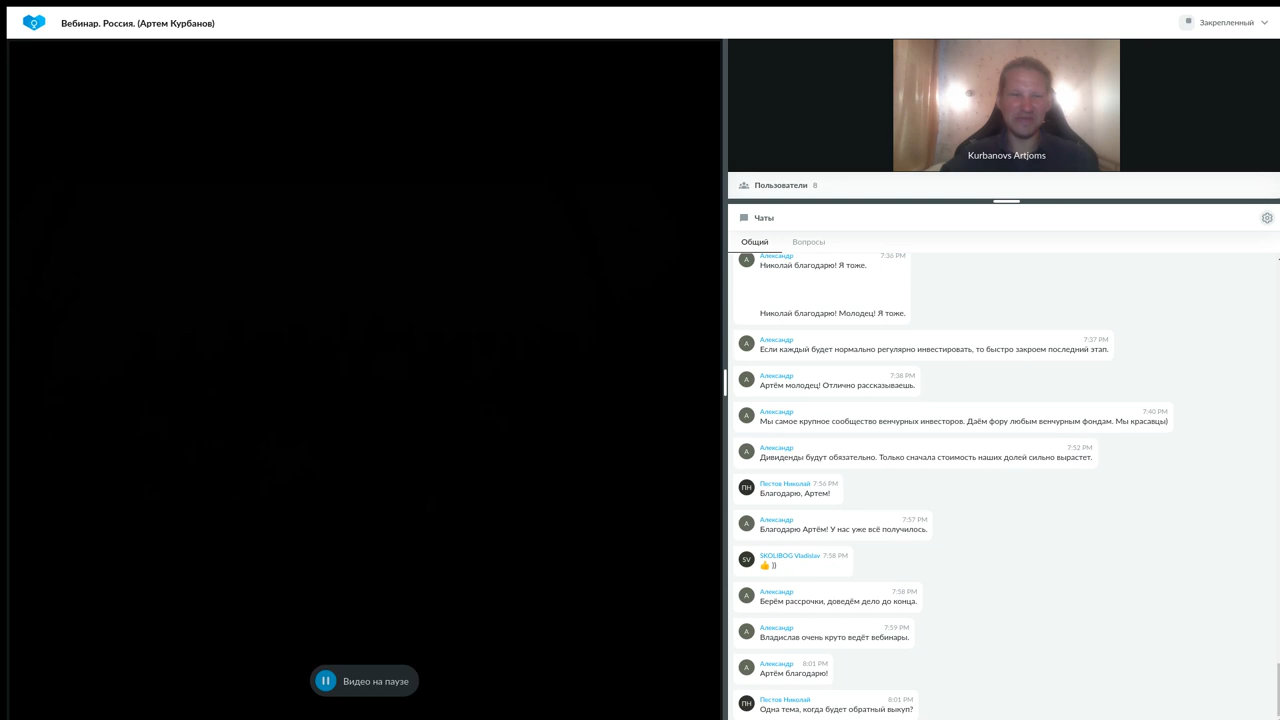 Вебинар. Россия. (Артем Курбанов)
Закрепленный
Kurbanovs Artjoms
Пользователи 8
Чаты
Общий Вопросы
А Александр 7:36 PM
Николай благодарю! Я тоже.
Николай благодарю! Молодец! Я тоже.
А Александр 7:37 PM
Если каждый будет нормально регулярно инвестировать, то быстро закроем последний этап.
А Александр 7:38 PM
Артём молодец! Отлично рассказываешь.
А Александр 7:40 PM
Мы самое крупное сообщество венчурных инвесторов. Даём фору любым венчурным фондам. Мы красавцы)
А Александр 7:52 PM
Дивиденды будут обязательно. Только сначала стоимость наших долей сильно вырастет.
ПН Пестов Николай 7:56 PM
Благодарю, Артем!
А Александр 7:57 PM
Благодарю Артём! У нас уже всё получилось.
SV SKOLIBOG Vladislav 7:58 PM
👍 ))
А Александр 7:58 PM
Берём рассрочки, доведём дело до конца.
А Александр 7:59 PM
Владислав очень круто ведёт вебинары.
А Александр 8:01 PM
Артём благодарю!
ПН Пестов Николай 8:01 PM
Одна тема, когда будет обратный выкуп?
Видео на паузе